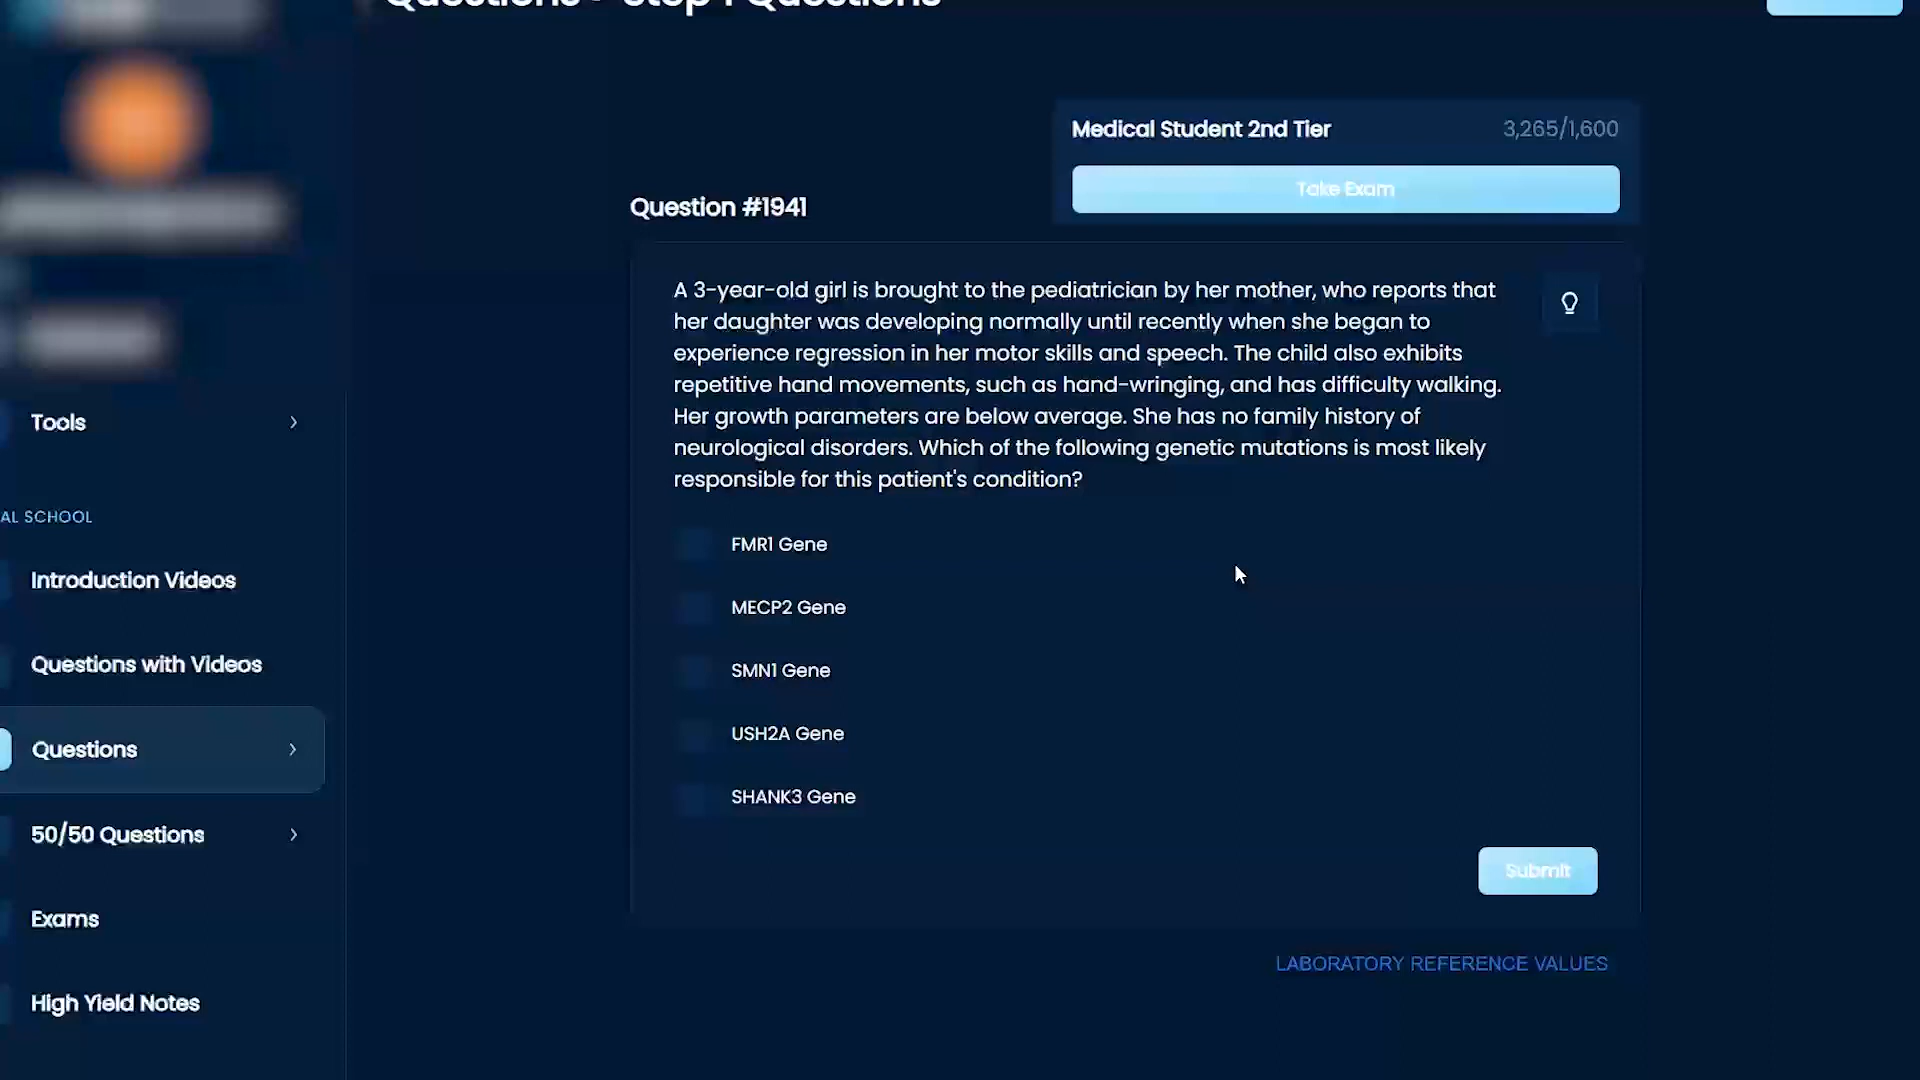 Questions > Step 1 Questions
Medical Student 2nd Tier
3,265/1,600
Take Exam
Question #1941
A 3-year-old girl is brought to the pediatrician by her mother, who reports that
her daughter was developing normally until recently when she began to
experience regression in her motor skills and speech. The child also exhibits
repetitive hand movements, such as hand-wringing, and has difficulty walking.
Her growth parameters are below average. She has no family history of
neurological disorders. Which of the following genetic mutations is most likely
responsible for this patient's condition?
FMR1 Gene
MECP2 Gene
SMN1 Gene
USH2A Gene
SHANK3 Gene
Submit
LABORATORY REFERENCE VALUES
Tools
AL SCHOOL
Introduction Videos
Questions with Videos
Questions
50/50 Questions
Exams
High Yield Notes